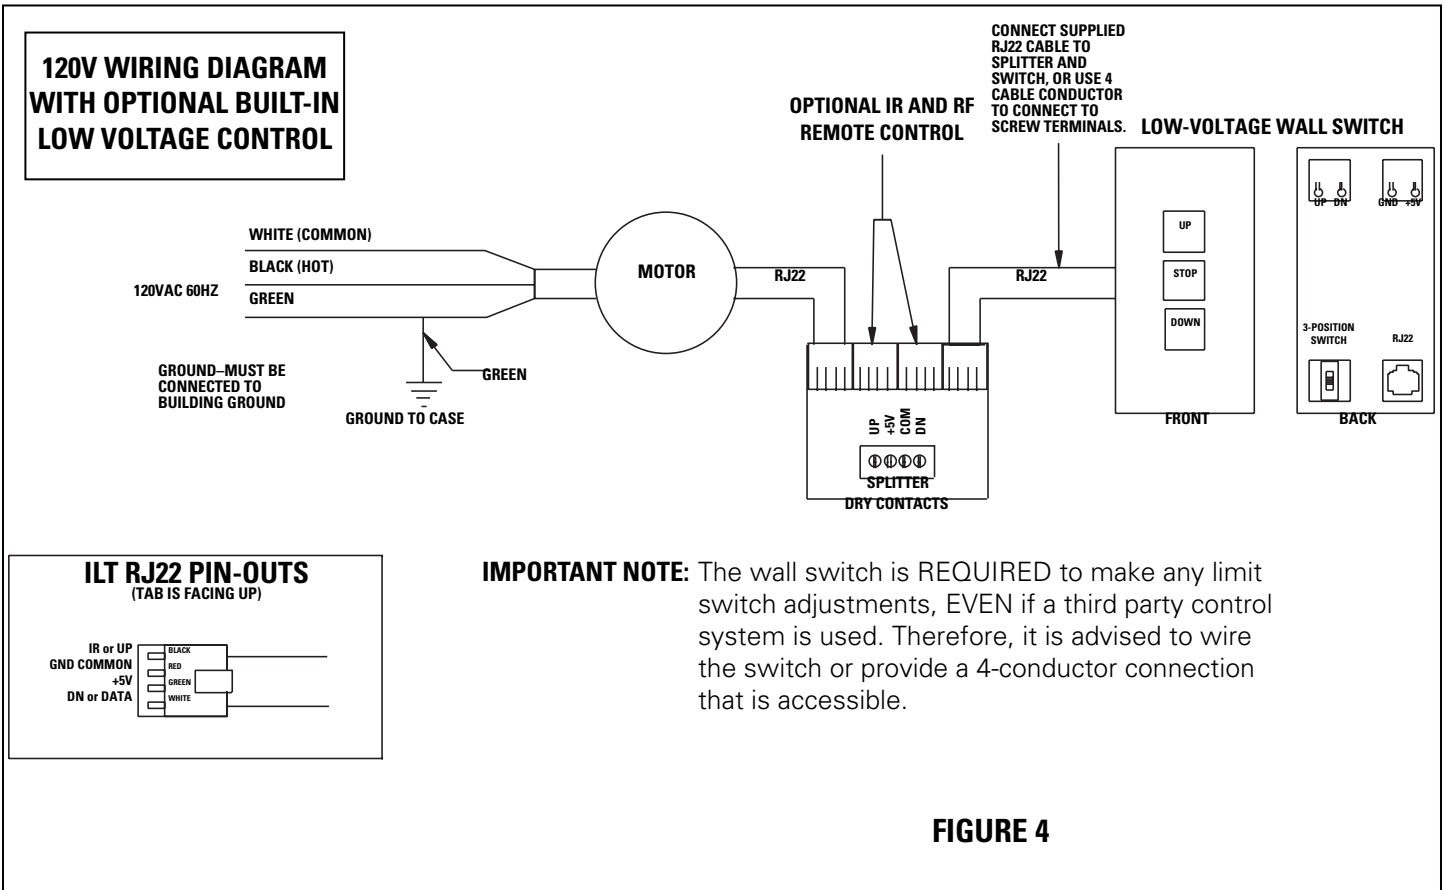 120V WIRING DIAGRAM
WITH OPTIONAL BUILT-IN
LOW VOLTAGE CONTROL
CONNECT SUPPLIED
RJ22 CABLE TO
SPLITTER AND
SWITCH, OR USE 4
CABLE CONDUCTOR
TO CONNECT TO
SCREW TERMINALS.
OPTIONAL IR AND RF
REMOTE CONTROL
LOW-VOLTAGE WALL SWITCH
WHITE (COMMON)
BLACK (HOT)
GREEN
120VAC 60HZ
MOTOR
RJ22
RJ22
UP
STOP
DOWN
UP DN
GND +5V
3-POSITION
SWITCH
RJ22
GROUND–MUST BE
CONNECTED TO
BUILDING GROUND
GREEN
GROUND TO CASE
FRONT
BACK
UP
+5V
COM
DN
SPLITTER
DRY CONTACTS
ILT RJ22 PIN-OUTS
(TAB IS FACING UP)
IR or UP
GND COMMON
+5V
DN or DATA
BLACK
RED
GREEN
WHITE
IMPORTANT NOTE: The wall switch is REQUIRED to make any limit
switch adjustments, EVEN if a third party control
system is used. Therefore, it is advised to wire
the switch or provide a 4-conductor connection
that is accessible.
FIGURE 4